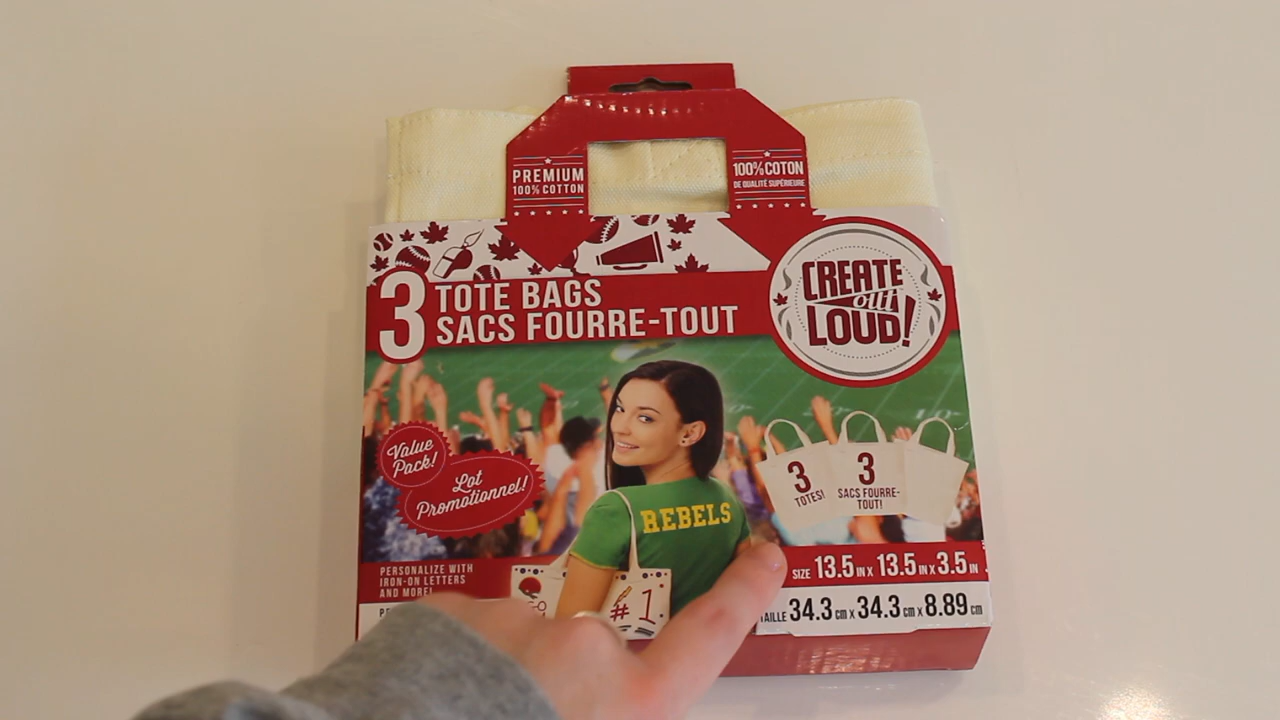 PREMIUM
100% COTTON
100% COTON
DE QUALITÉ SUPÉRIEURE
3
TOTE BAGS
SACS FOURRE-TOUT
CREATE
out
LOUD!
Value
Pack!
Lot
Promotionnel!
REBELS
3
TOTES!
3
SACS FOURRE-
TOUT!
PERSONALIZE WITH
IRON-ON LETTERS
AND MORE!
#1
SIZE 13.5 IN X 13.5 IN X 3.5 IN
TAILLE 34.3 cm x 34.3 cm x 8.89 cm